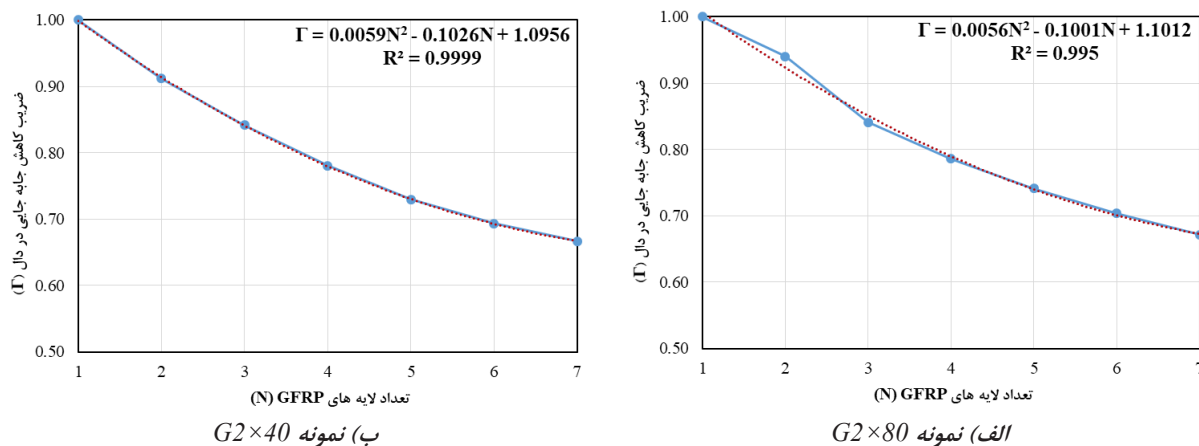 Γ = 0.0059N² - 0.1026N + 1.0956
R² = 0.9999
ضریب کاهش جابه جایی در دال (Γ)
1.00
0.90
0.80
0.70
0.60
0.50
1 2 3 4 5 6 7
تعداد لایه های GFRP (N)
ب) نمونه G2×40
Γ = 0.0056N² - 0.1001N + 1.1012
R² = 0.995
ضریب کاهش جابه جایی در دال (Γ)
1.00
0.90
0.80
0.70
0.60
0.50
1 2 3 4 5 6 7
تعداد لایه های GFRP (N)
الف) نمونه G2×80